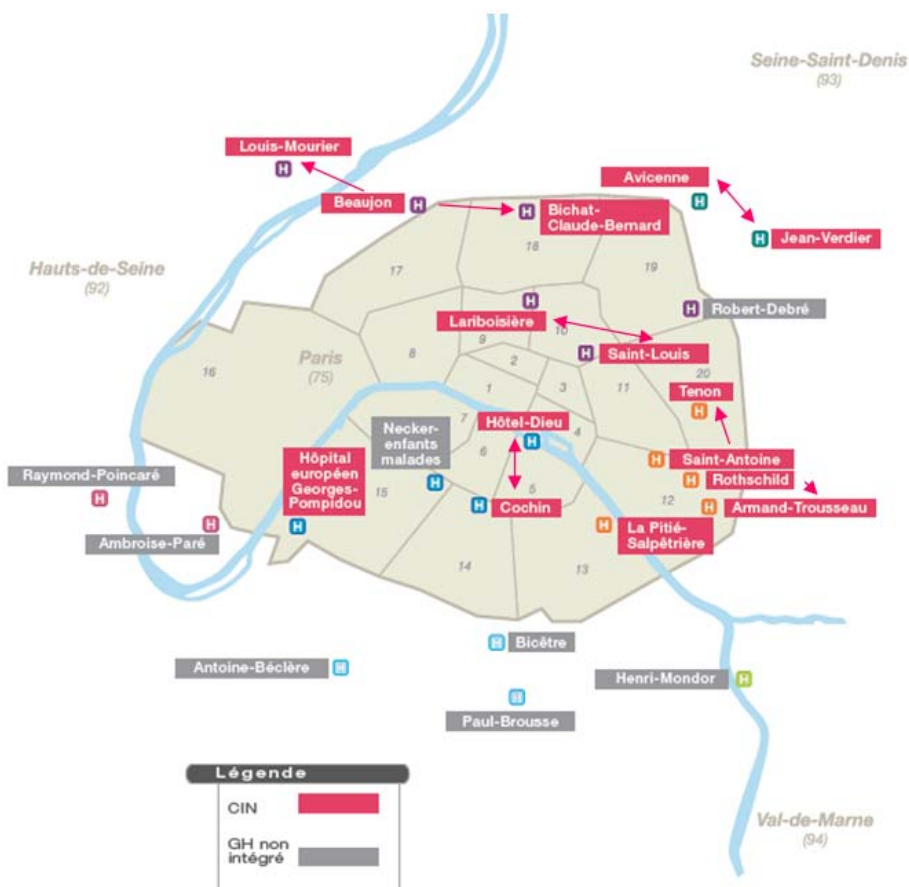 Seine-Saint-Denis
(93)
Louis-Mourier
H
Avicenne
Beaujon
H
H
Bichat-
Claude-Bernard
H
H
Jean-Verdier
18
19
17
Hauts-de-Seine
(92)
H
H
Robert-Debré
Lariboisière
10
9
8
H
Saint-Louis
2
Paris
(75)
16
1
3
11
20
Tenon
H
7
4
Hôtel-Dieu
H
Necker-
enfants
malades
6
Hôpital
européen
Georges-
Pompidou
H
Saint-Antoine
Raymond-Poincaré
H
15
H
5
H
Rothschild
12
H
Cochin
H
Armand-Trousseau
H
H
H
La Pitié-
Salpêtrière
Ambroise-Paré
14
13
H
Bicêtre
Antoine-Béclère
H
Henri-Mondor
H
H
Paul-Brousse
Légende
CIN
GH non
intégré
Val-de-Marne
(94)